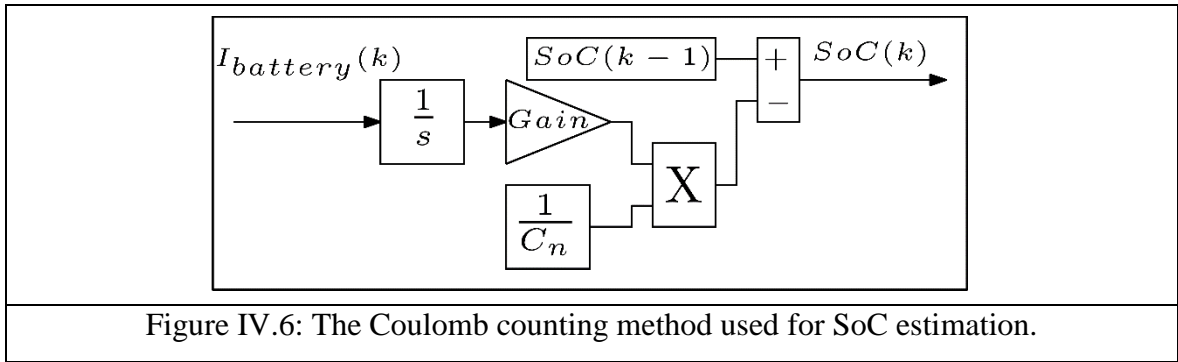 I_battery(k)
1/s
Gain
SoC(k − 1)
+
−
SoC(k)
1/C_n
X
Figure IV.6: The Coulomb counting method used for SoC estimation.